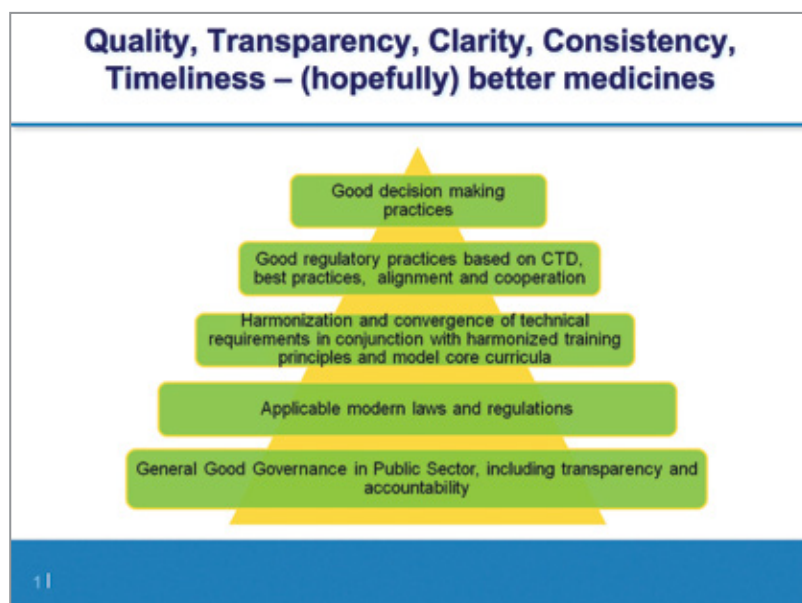 Quality, Transparency, Clarity, Consistency,
Timeliness – (hopefully) better medicines
Good decision making
practices
Good regulatory practices based on CTD,
best practices, alignment and cooperation
Harmonization and convergence of technical
requirements in conjunction with harmonized training
principles and model core curricula
Applicable modern laws and regulations
General Good Governance in Public Sector, including transparency and
accountability
1 |